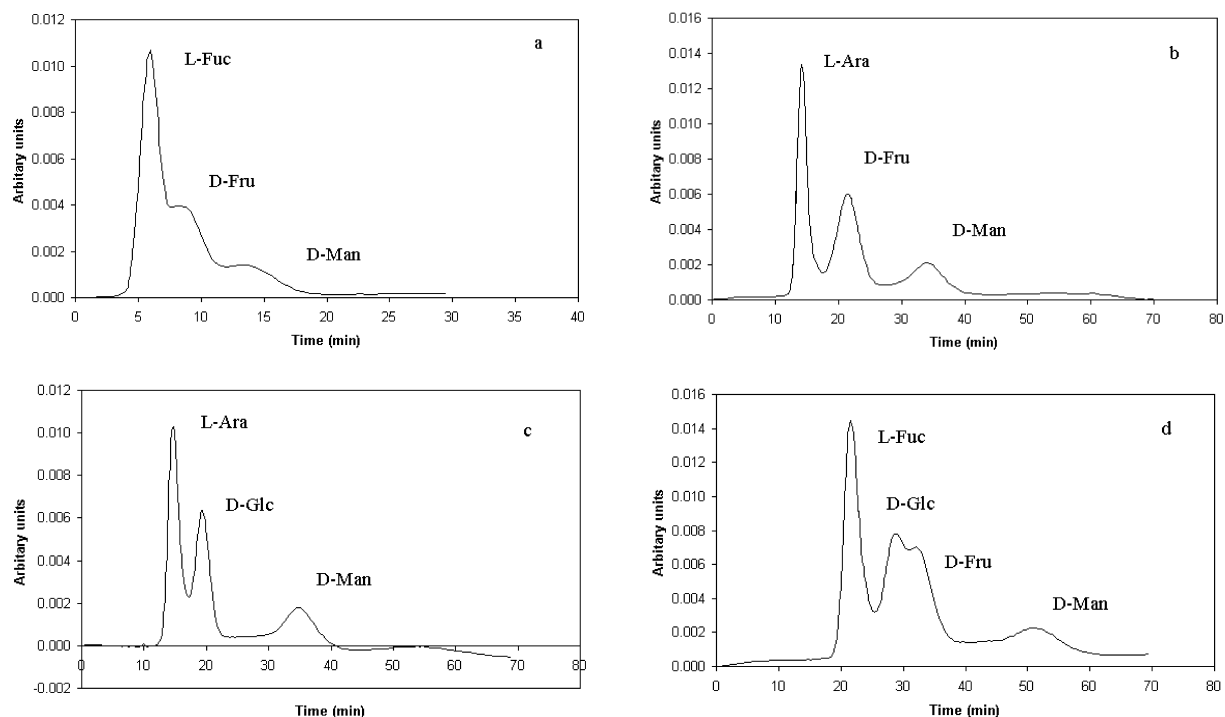 a
0.012
0.010
0.008
0.006
0.004
0.002
0.000
Arbitary units
L-Fuc
D-Fru
D-Man
0 5 10 15 20 25 30 35 40
Time (min)
b
0.016
0.014
0.012
0.010
0.008
0.006
0.004
0.002
0.000
Arbitary units
L-Ara
D-Fru
D-Man
0 10 20 30 40 50 60 70 80
Time (min)
c
0.012
0.010
0.008
0.006
0.004
0.002
0.000
-0.002
Arbitary units
L-Ara
D-Glc
D-Man
0 10 20 30 40 50 60 70 80
Time (min)
d
0.016
0.014
0.012
0.010
0.008
0.006
0.004
0.002
0.000
Arbitary units
L-Fuc
D-Glc
D-Fru
D-Man
0 10 20 30 40 50 60 70 80
Time (min)